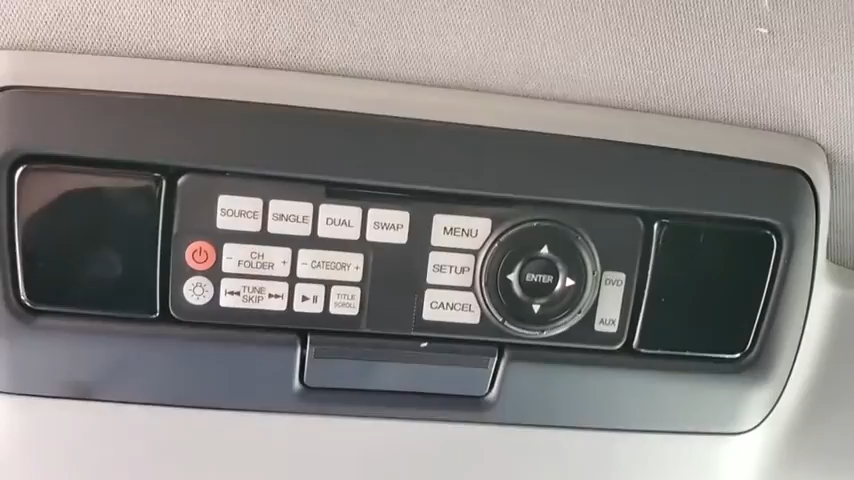 SOURCE
SINGLE
DUAL
SWAP
MENU
- CH FOLDER +
- CATEGORY +
SETUP
ENTER
DVD
TUNE
SKIP
TITLE
SCROLL
CANCEL
AUX